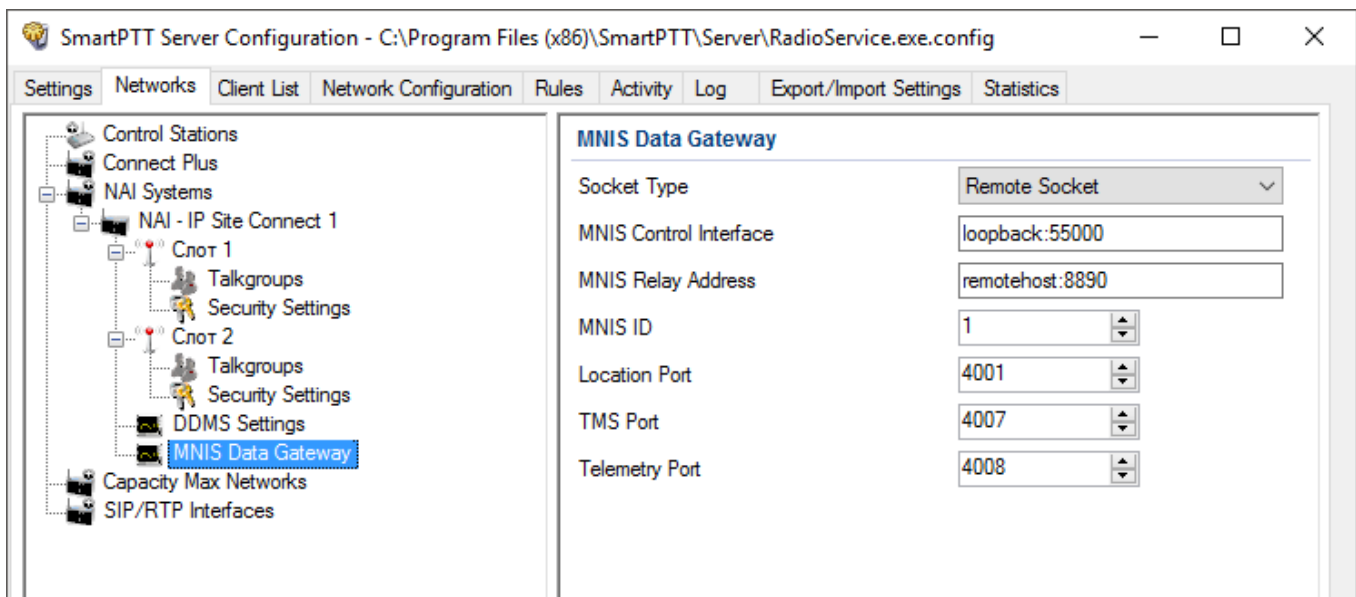 SmartPTT Server Configuration - C:\Program Files (x86)\SmartPTT\Server\RadioService.exe.config
Settings Networks Client List Network Configuration Rules Activity Log Export/Import Settings Statistics
Control Stations
Connect Plus
NAI Systems
NAI - IP Site Connect 1
Слот 1
Talkgroups
Security Settings
Слот 2
Talkgroups
Security Settings
DDMS Settings
MNIS Data Gateway
Capacity Max Networks
SIP/RTP Interfaces
MNIS Data Gateway
Socket Type Remote Socket
MNIS Control Interface loopback:55000
MNIS Relay Address remotehost:8890
MNIS ID 1
Location Port 4001
TMS Port 4007
Telemetry Port 4008